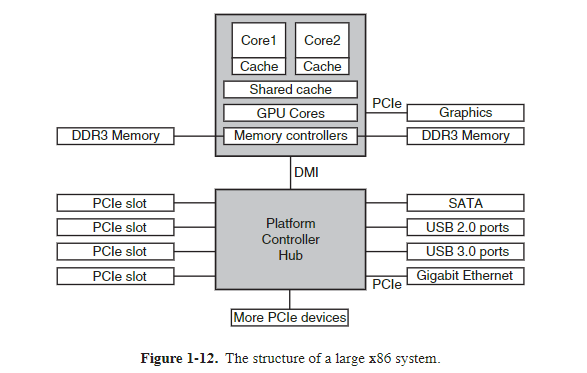 Core1 Core2
Cache Cache
Shared cache
GPU Cores
PCIe
Graphics
DDR3 Memory
Memory controllers
DDR3 Memory
DMI
PCIe slot
PCIe slot
PCIe slot
PCIe slot
Platform
Controller
Hub
SATA
USB 2.0 ports
USB 3.0 ports
Gigabit Ethernet
PCIe
More PCIe devices
Figure 1-12. The structure of a large x86 system.